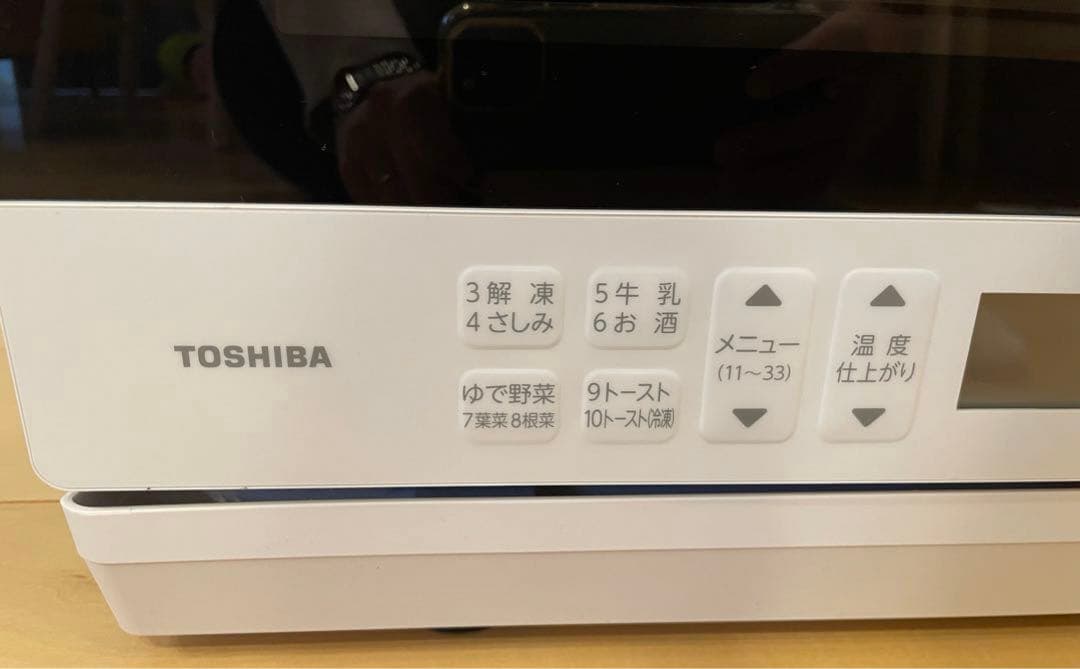 TOSHIBA
3解 凍
4さしみ
5牛 乳
6お 酒
ゆで野菜
7葉菜8根菜
9トースト
10トースト(冷凍)
▲
メニュー
(11～33)
▼
▲
温 度
仕上がり
▼